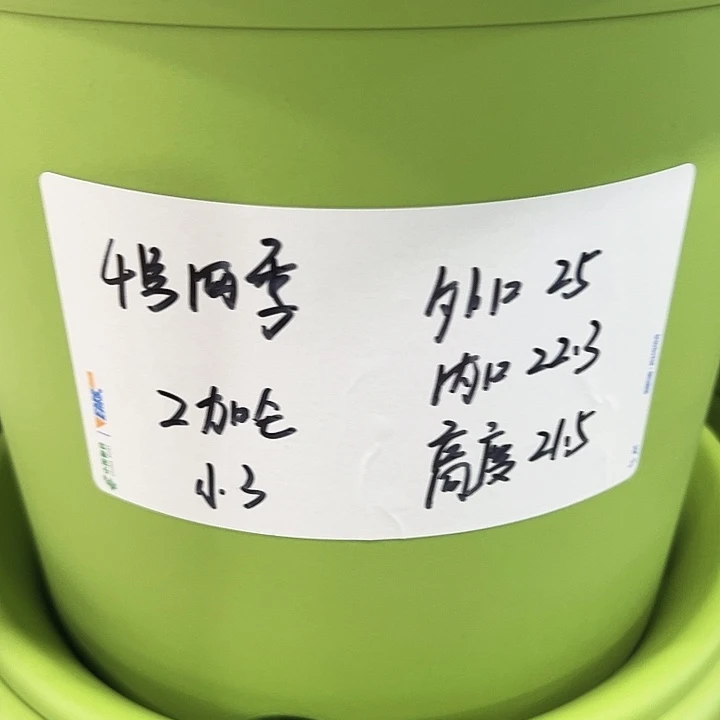 4号四季
2加仑
小.3
外口 25
内口 22.3
高度 21.5